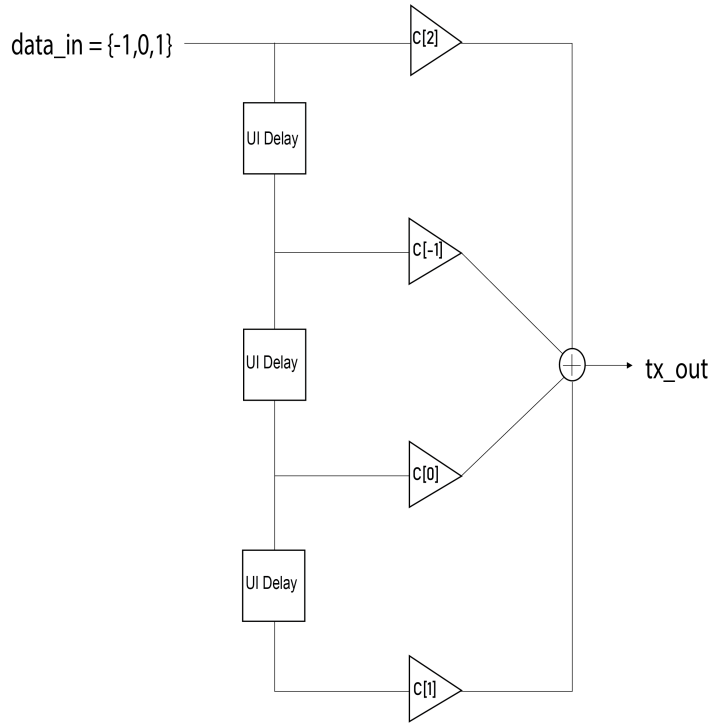 data_in = {-1,0,1}
C[2]
UI Delay
C[-1]
UI Delay
tx_out
C[0]
UI Delay
C[1]